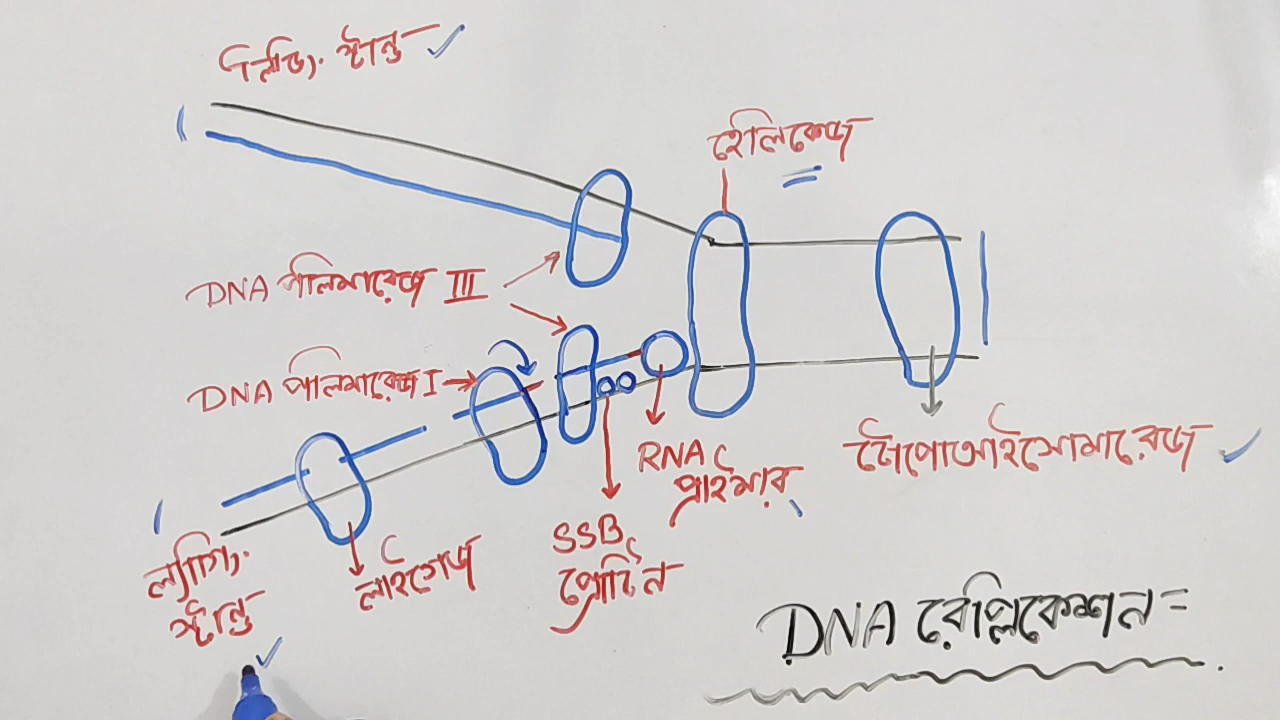 লিডিং স্ট্রান্ড
হেলিকেজ
DNA পলিমারেজ III
DNA পলিমারেজ I
টোপোআইসোমারেজ
RNA
প্রাইমার
SSB
প্রোটিন
লাইগেজ
ল্যাগিং
স্ট্রান্ড
DNA রেপ্লিকেশন =